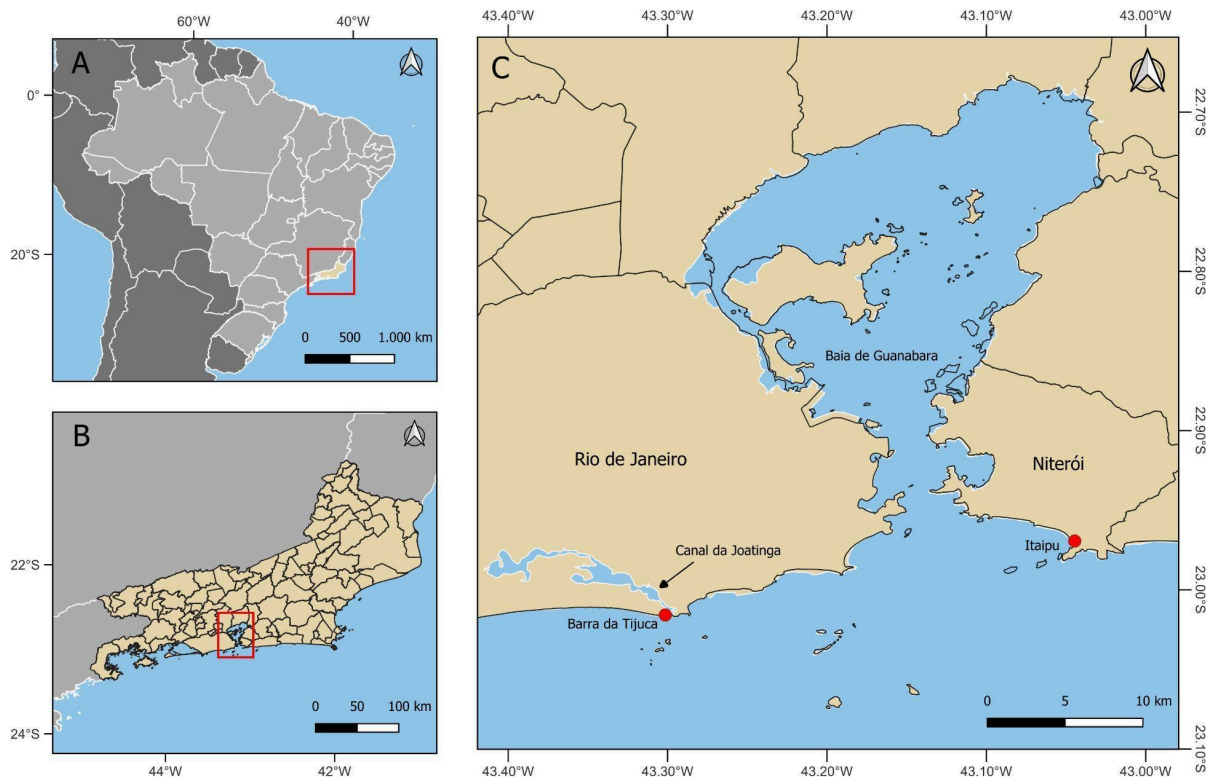 60°W 40°W
A
0°
20°S
0 500 1.000 km
B
22°S
24°S
0 50 100 km
44°W 42°W
43.40°W 43.30°W 43.20°W 43.10°W 43.00°W
C
22.70°S
22.80°S
Baia de Guanabara
22.90°S
Rio de Janeiro
Niterói
Itaipu
Canal da Joatinga
23.00°S
Barra da Tijuca
0 5 10 km
23.10°S
43.40°W 43.30°W 43.20°W 43.10°W 43.00°W